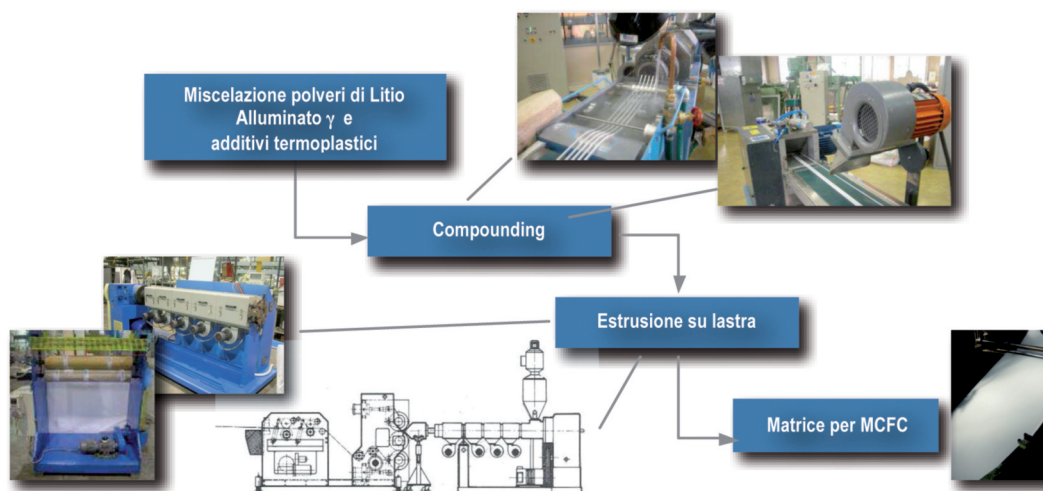 Miscelazione polveri di Litio
Alluminato γ e
additivi termoplastici
Compounding
Estrusione su lastra
Matrice per MCFC